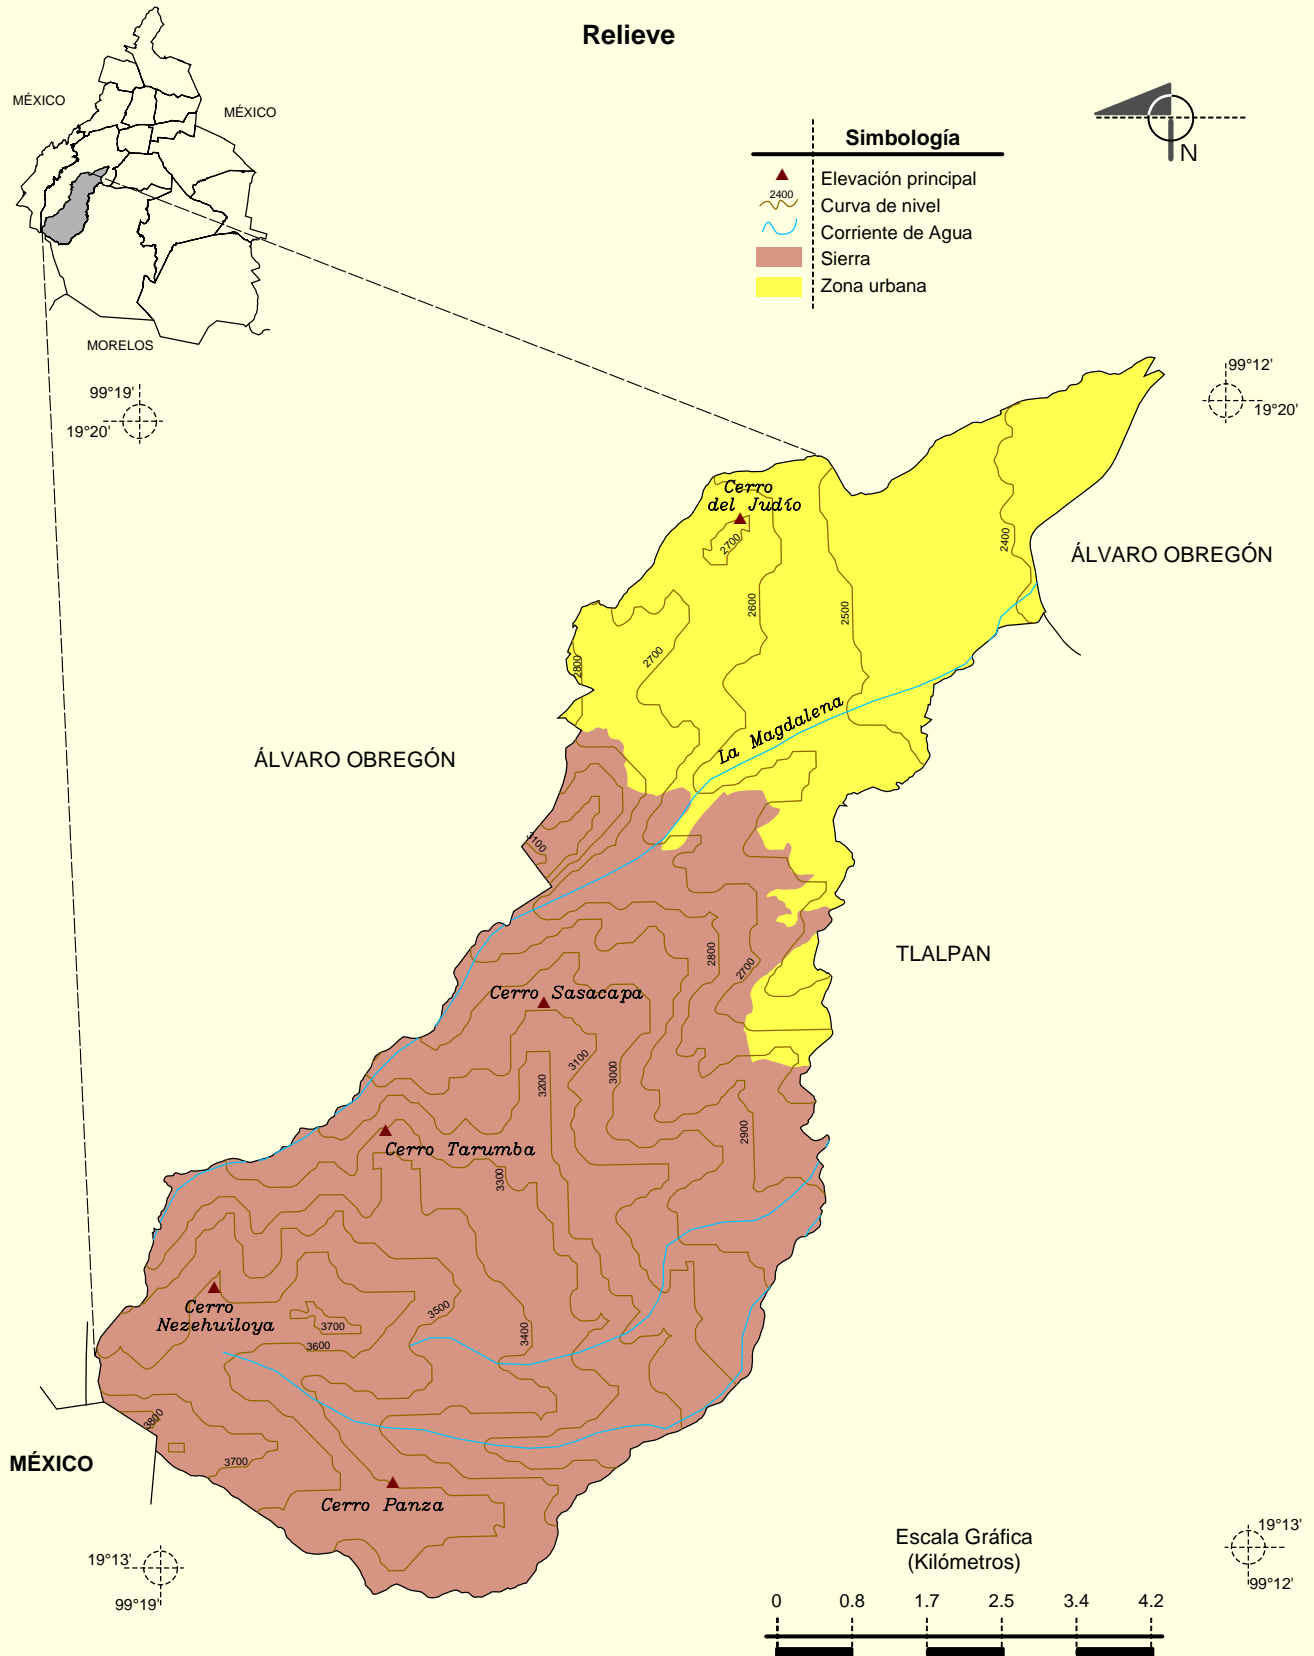 Relieve
MÉXICO
MÉXICO
MORELOS
N
Simbología
Elevación principal
2400
Curva de nivel
Corriente de Agua
Sierra
Zona urbana
99°19'
19°20'
99°12'
19°20'
Cerro
del Judío
2700
2400
ÁLVARO OBREGÓN
2600
2500
2700
2800
La Magdalena
ÁLVARO OBREGÓN
3100
2800
2700
TLALPAN
Cerro Sasacapa
3100
3000
3200
2900
Cerro Tarumba
3300
Cerro
Nezehuiloya
3500
3700
3400
3600
3800
3700
MÉXICO
Cerro Panza
19°13'
99°19'
Escala Gráfica
(Kilómetros)
0 0.8 1.7 2.5 3.4 4.2
19°13'
99°12'